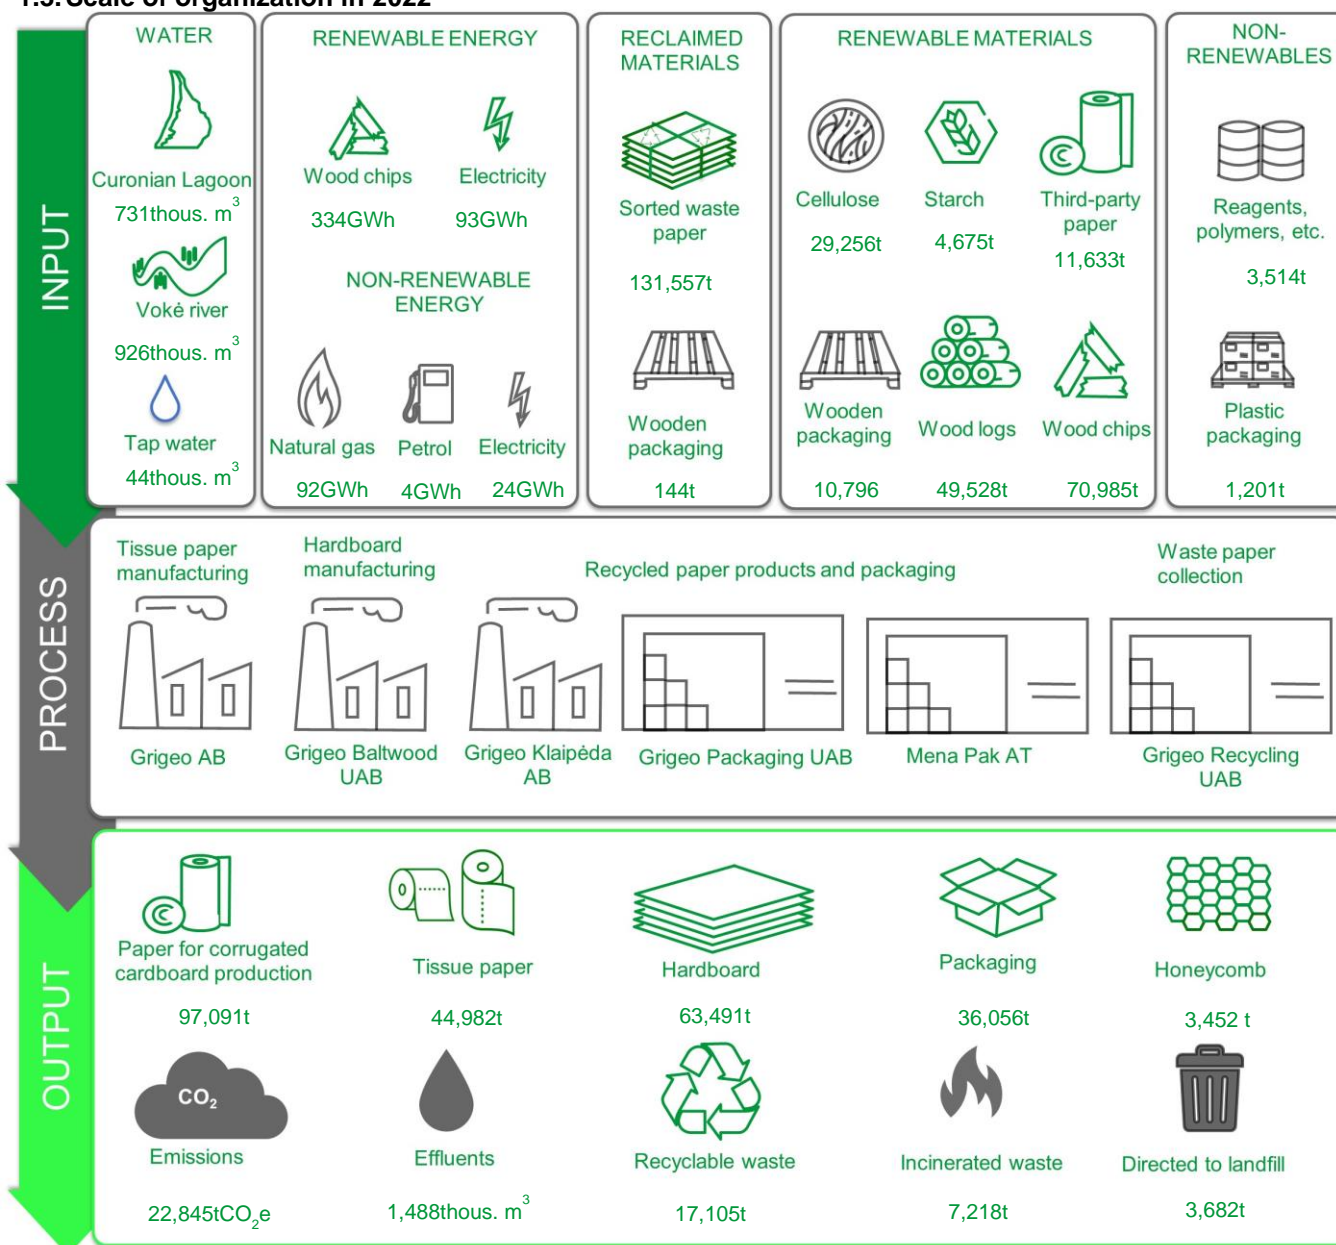 1.3. Scale of organization in 2022
INPUT
WATER
Curonian Lagoon
731thous. m³
Vokė river
926thous. m³
Tap water
44thous. m³
RENEWABLE ENERGY
Wood chips
334GWh
Electricity
93GWh
NON-RENEWABLE
ENERGY
Natural gas
92GWh
Petrol
4GWh
Electricity
24GWh
RECLAIMED
MATERIALS
Sorted waste
paper
131,557t
Wooden
packaging
144t
RENEWABLE MATERIALS
Cellulose
29,256t
Starch
4,675t
Third-party
paper
11,633t
Wooden
packaging
10,796
Wood logs
49,528t
Wood chips
70,985t
NON-
RENEWABLES
Reagents,
polymers, etc.
3,514t
Plastic
packaging
1,201t
PROCESS
Tissue paper
manufacturing
Hardboard
manufacturing
Recycled paper products and packaging
Waste paper
collection
Grigeo AB
Grigeo Baltwood
UAB
Grigeo Klaipėda
AB
Grigeo Packaging UAB
Mena Pak AT
Grigeo Recycling
UAB
OUTPUT
Paper for corrugated
cardboard production
97,091t
Tissue paper
44,982t
Hardboard
63,491t
Packaging
36,056t
Honeycomb
3,452 t
CO₂
Emissions
22,845tCO₂e
Effluents
1,488thous. m³
Recyclable waste
17,105t
Incinerated waste
7,218t
Directed to landfill
3,682t